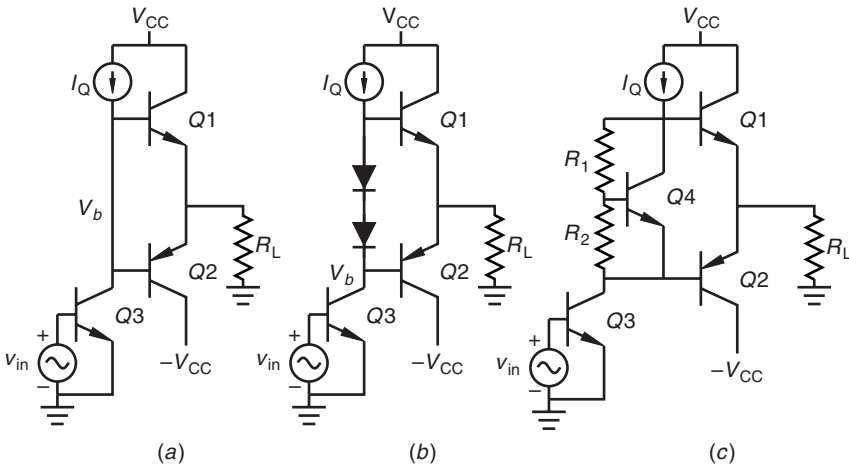 V_CC
I_Q
Q1
V_b
Q2
R_L
Q3
+
v_in
−
−V_CC
(a)
V_CC
I_Q
Q1
V_b
Q2
R_L
Q3
+
v_in
−
−V_CC
(b)
V_CC
I_Q
Q1
R_1
Q4
R_2
R_L
Q2
Q3
+
v_in
−
−V_CC
(c)